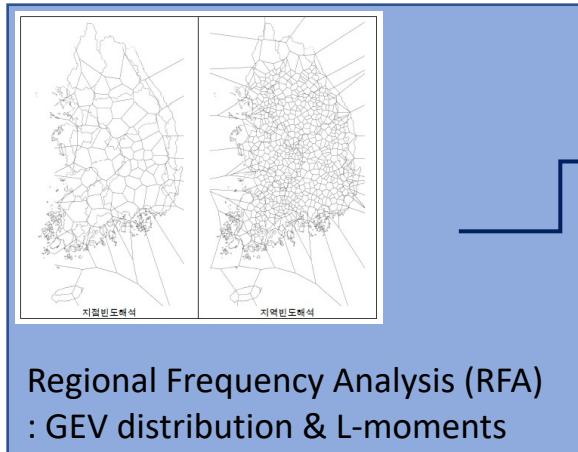 지점빈도해석 지역빈도해석
Regional Frequency Analysis (RFA)
: GEV distribution & L-moments